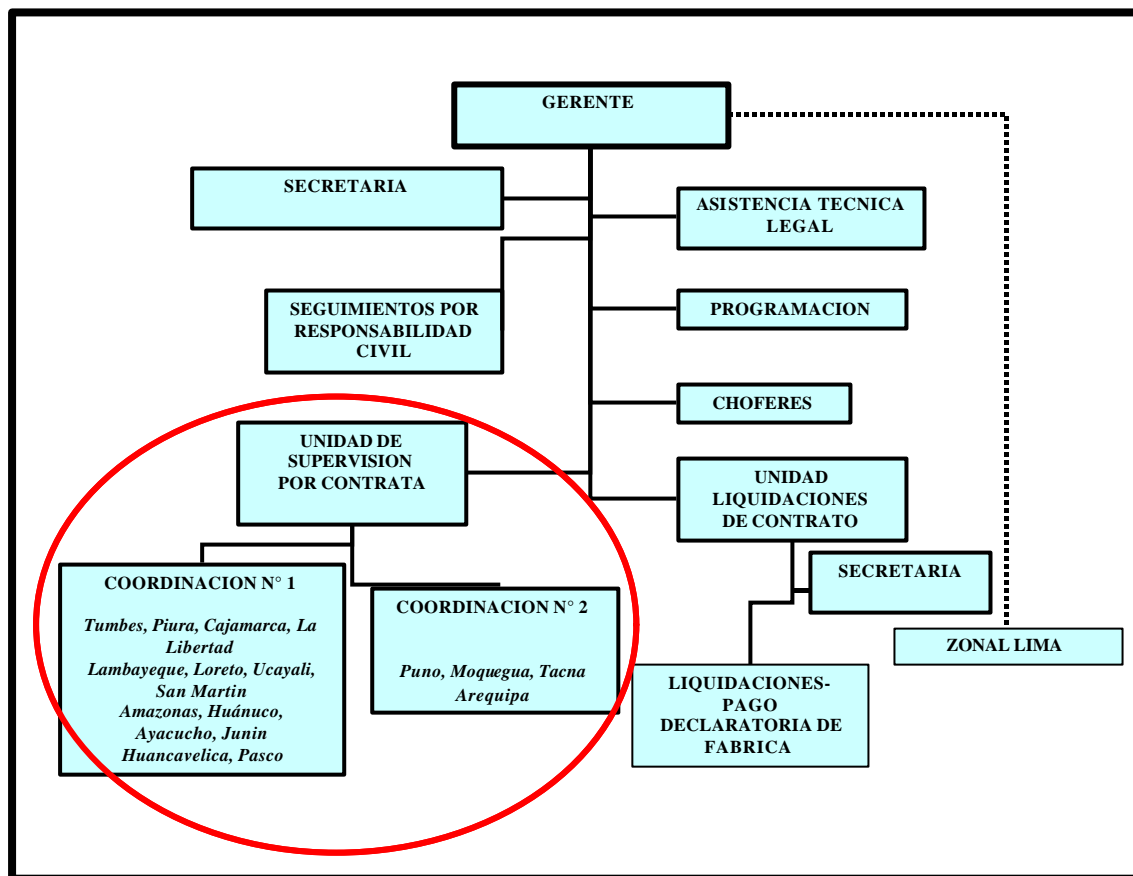 GERENTE
SECRETARIA
ASISTENCIA TECNICA
LEGAL
SEGUIMIENTOS POR
RESPONSABILIDAD
CIVIL
PROGRAMACION
CHOFERES
UNIDAD DE
SUPERVISION
POR CONTRATA
UNIDAD
LIQUIDACIONES
DE CONTRATO
COORDINACION N° 1
Tumbes, Piura, Cajamarca, La
Libertad
Lambayeque, Loreto, Ucayali,
San Martin
Amazonas, Huánuco,
Ayacucho, Junin
Huancavelica, Pasco
COORDINACION N° 2
Puno, Moquegua, Tacna
Arequipa
SECRETARIA
ZONAL LIMA
LIQUIDACIONES-
PAGO
DECLARATORIA DE
FABRICA